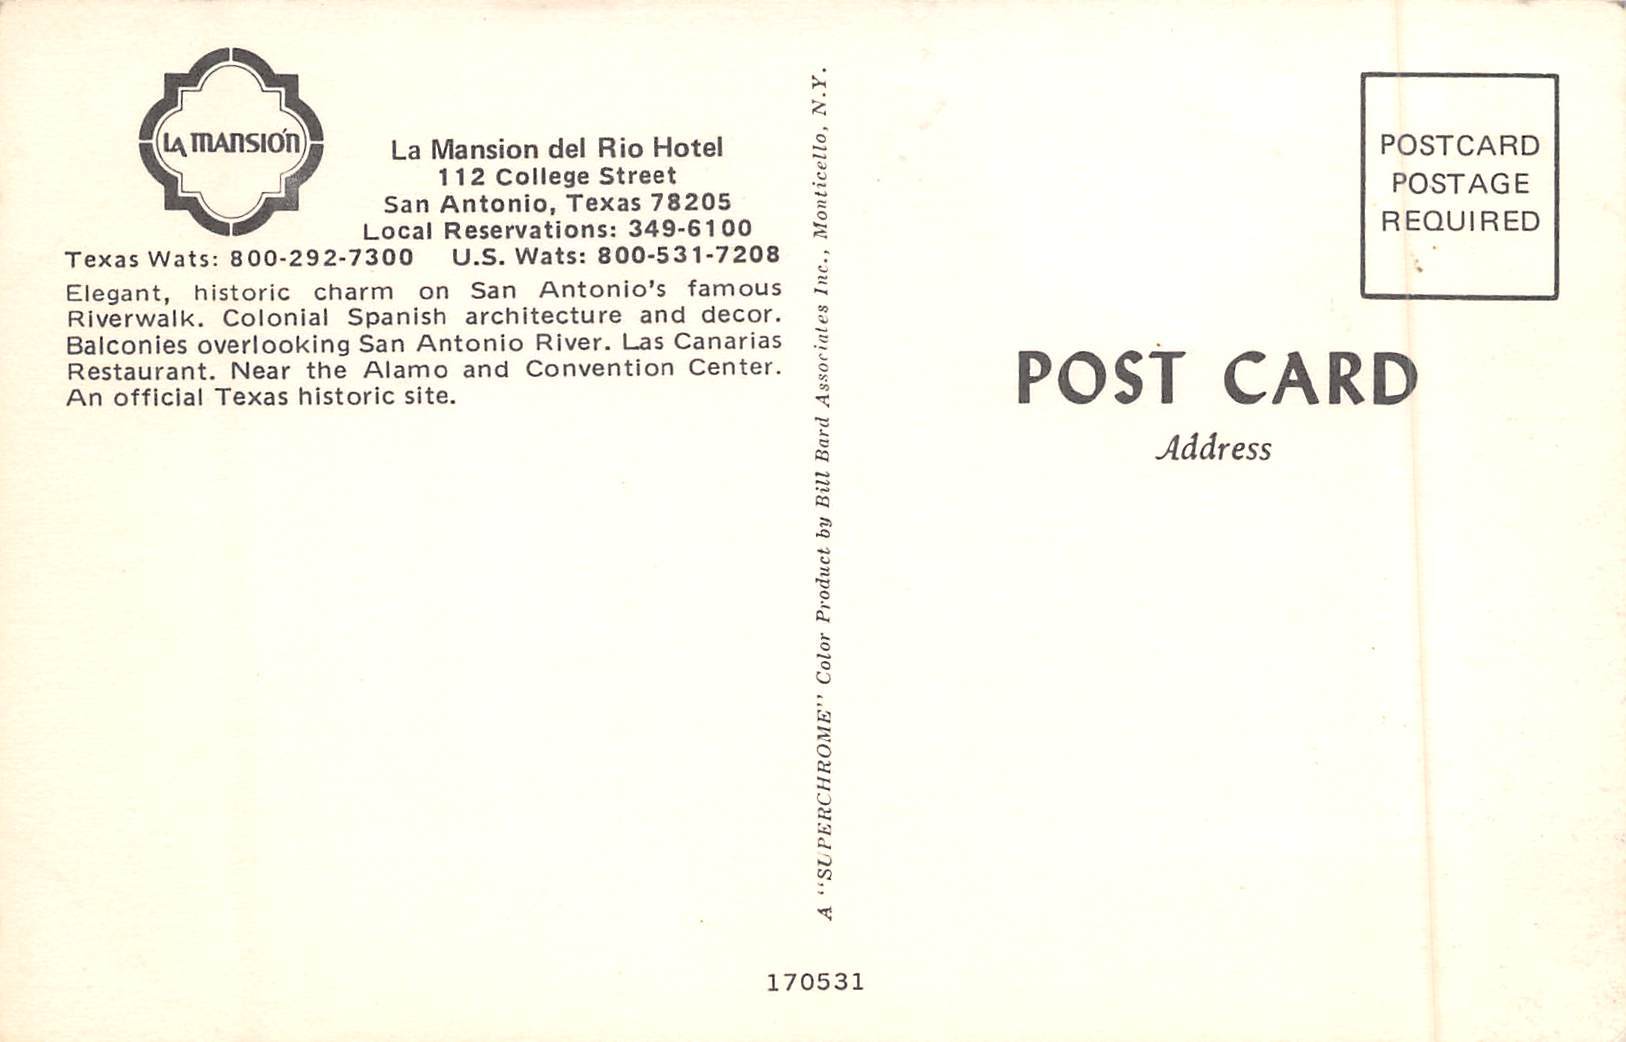 LA MANSIÓN
La Mansion del Rio Hotel
112 College Street
San Antonio, Texas 78205
Local Reservations: 349-6100
Texas Wats: 800-292-7300 U.S. Wats: 800-531-7208
Elegant, historic charm on San Antonio's famous
Riverwalk. Colonial Spanish architecture and decor.
Balconies overlooking San Antonio River. Las Canarias
Restaurant. Near the Alamo and Convention Center.
An official Texas historic site.
A "SUPERCHROME" Color Product by Bill Bard Associates Inc., Monticello, N.Y.
170531
POSTCARD
POSTAGE
REQUIRED
POST CARD
Address